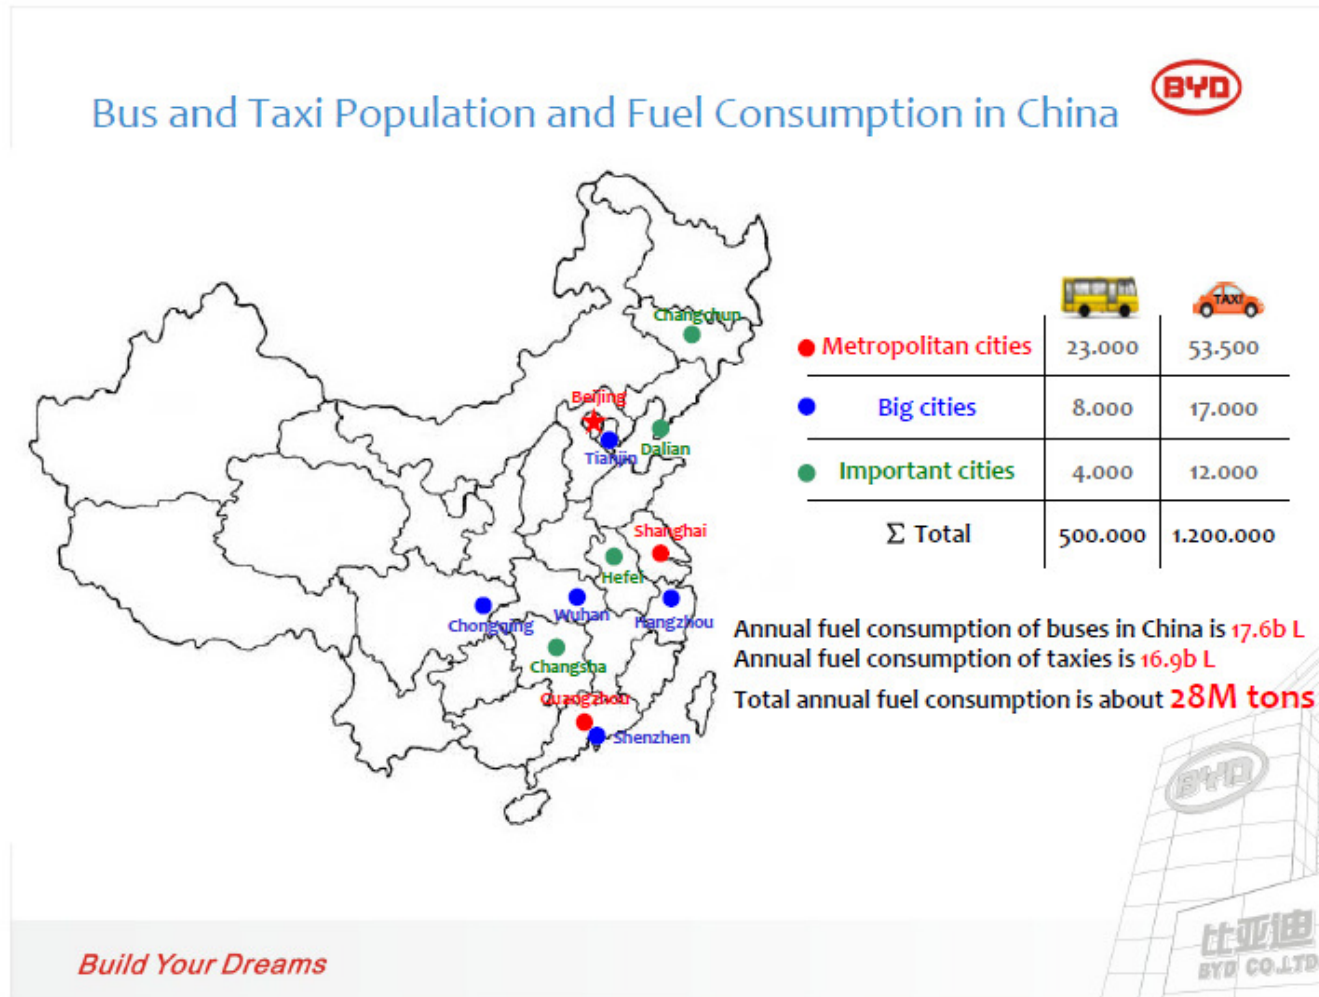 BYD
Bus and Taxi Population and Fuel Consumption in China
TAXI
Metropolitan cities 23.000 53.500
Big cities 8.000 17.000
Important cities 4.000 12.000
Σ Total 500.000 1.200.000
Changchun
Beijing
Tianjin
Dalian
Shanghai
Hefei
Chongqing
Wuhan
Hangzhou
Changsha
Guangzhou
Shenzhen
Annual fuel consumption of buses in China is 17.6b L
Annual fuel consumption of taxies is 16.9b L
Total annual fuel consumption is about 28M tons
BYD
比亚迪
BYD CO.,LTD
Build Your Dreams